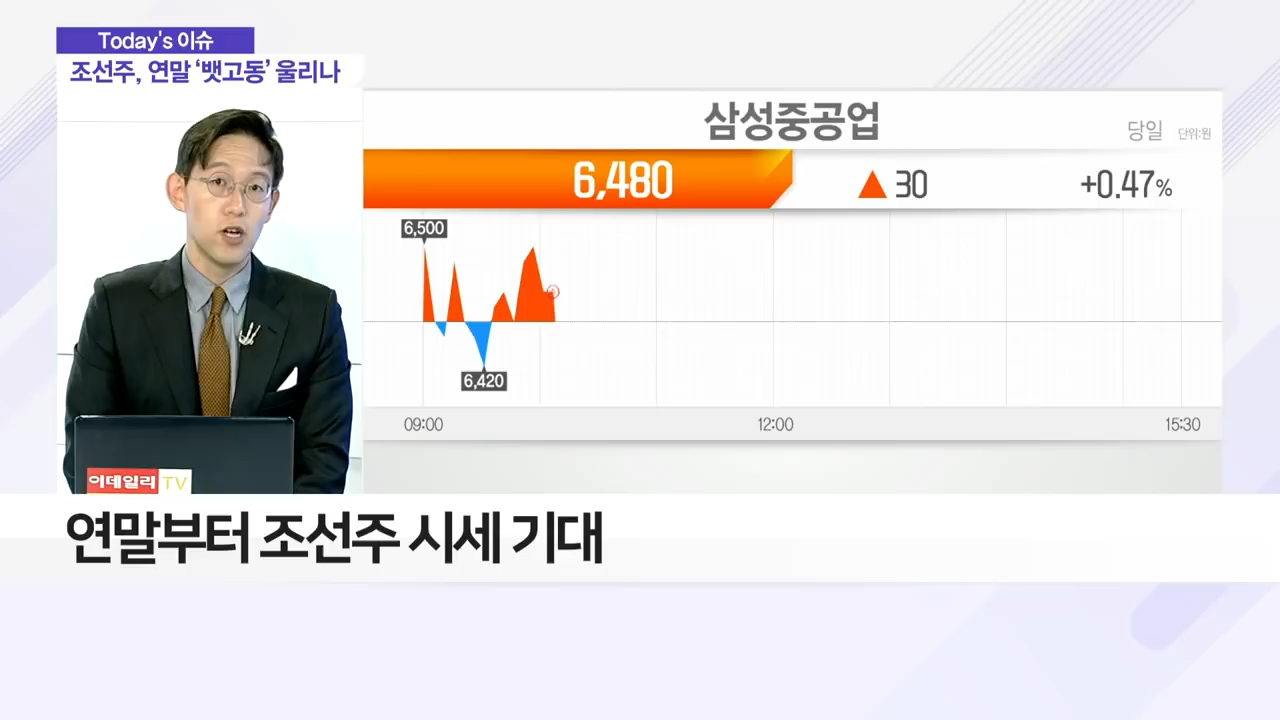 Today's 이슈
조선주, 연말 ‘뱃고동’ 울리나
삼성중공업
당일 단위:원
6,480 ▲ 30 +0.47%
6,500
6,420
09:00 12:00 15:30
이데일리 TV
연말부터 조선주 시세 기대